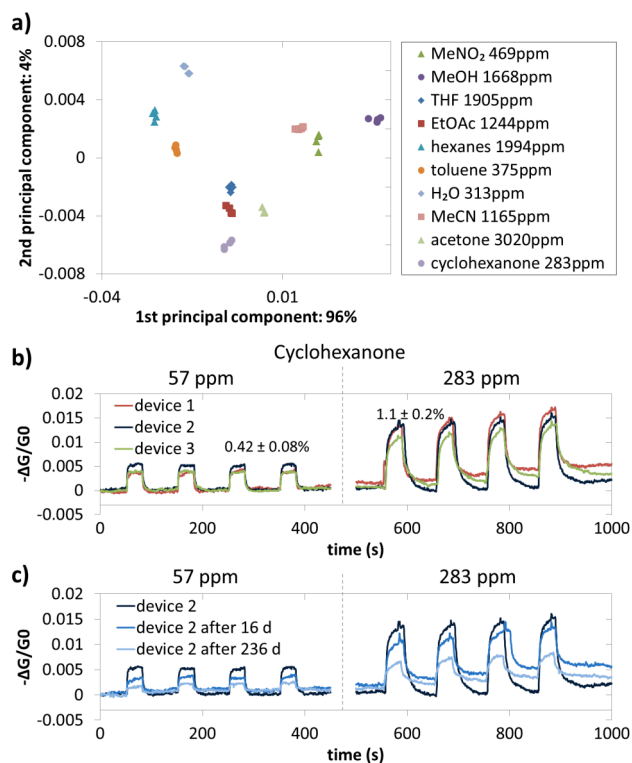 a)
0.008
0.004
0
-0.004
-0.008
2nd principal component: 4%
-0.04
0.01
1st principal component: 96%
MeNO₂ 469ppm
MeOH 1668ppm
THF 1905ppm
EtOAc 1244ppm
hexanes 1994ppm
toluene 375ppm
H₂O 313ppm
MeCN 1165ppm
acetone 3020ppm
cyclohexanone 283ppm
b)
Cyclohexanone
57 ppm
283 ppm
0.02
0.015
0.01
0.005
0
-0.005
-ΔG/G0
device 1
device 2
device 3
0.42 ± 0.08%
1.1 ± 0.2%
0
200
400
600
800
1000
time (s)
c)
57 ppm
283 ppm
0.02
0.015
0.01
0.005
0
-0.005
-ΔG/G0
device 2
device 2 after 16 d
device 2 after 236 d
0
200
400
600
800
1000
time (s)